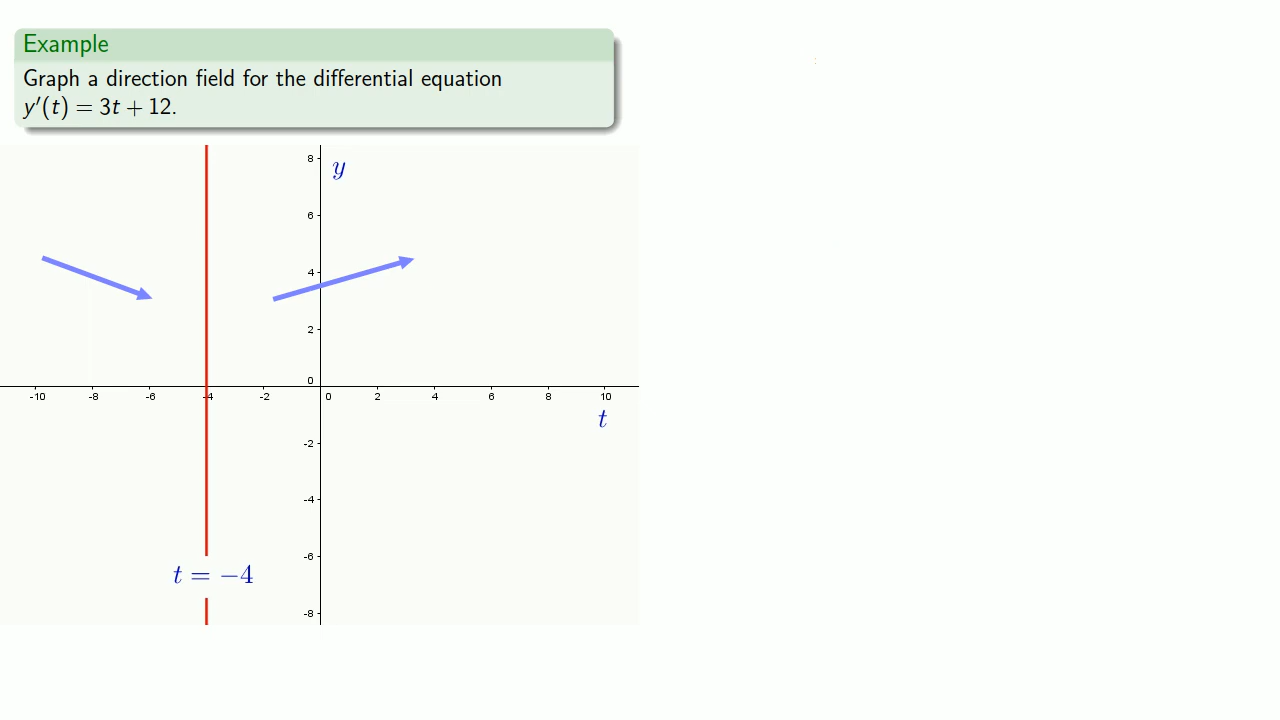 Example
Graph a direction field for the differential equation
y′(t) = 3t + 12.
8
y
6
4
2
0
-10 -8 -6 -4 -2 0 2 4 6 8 10
t
-2
-4
-6
t = −4
-8